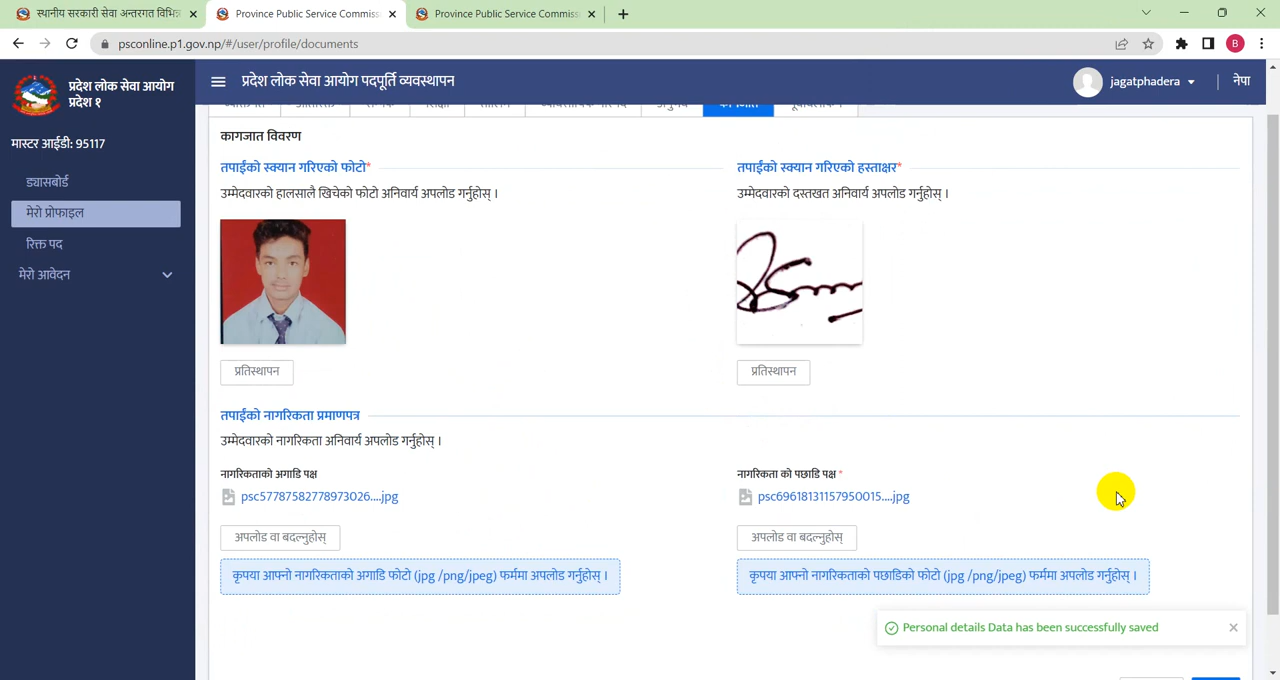 स्थानीय सरकारी सेवा अन्तरगत विभि
Province Public Service Commiss
Province Public Service Commiss
psconline.p1.gov.np/#/user/profile/documents
B
प्रदेश लोक सेवा आयोग
प्रदेश १
प्रदेश लोक सेवा आयोग पदपूर्ति व्यवस्थापन
jagatphadera
नेपा
मास्टर आईडी: 95117
ड्यासबोर्ड
मेरो प्रोफाइल
रिक्त पद
मेरो आवेदन
कागजात
कागजात विवरण
तपाईंको स्क्यान गरिएको फोटो*
तपाईंको स्क्यान गरिएको हस्ताक्षर*
उम्मेदवारको हालसालै खिचेको फोटो अनिवार्य अपलोड गर्नुहोस् ।
उम्मेदवारको दस्तखत अनिवार्य अपलोड गर्नुहोस् ।
प्रतिस्थापन
प्रतिस्थापन
तपाईंको नागरिकता प्रमाणपत्र
उम्मेदवारको नागरिकता अनिवार्य अपलोड गर्नुहोस् ।
नागरिकताको अगाडि पक्ष
नागरिकता को पछाडि पक्ष *
psc57787582778973026....jpg
psc69618131157950015....jpg
अपलोड वा बदल्नुहोस्
अपलोड वा बदल्नुहोस्
कृपया आफ्नो नागरिकताको अगाडि फोटो (jpg /png/jpeg) फर्ममा अपलोड गर्नुहोस् ।
कृपया आफ्नो नागरिकताको पछाडिको फोटो (jpg /png/jpeg) फर्ममा अपलोड गर्नुहोस् ।
Personal details Data has been successfully saved